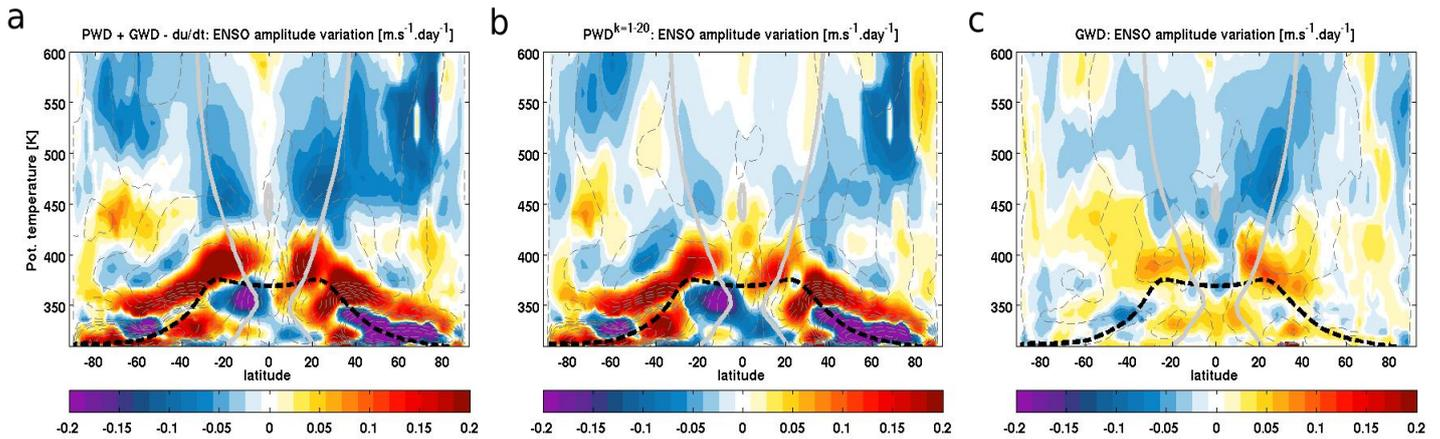 a
PWD + GWD - du/dt: ENSO amplitude variation [m.s-1.day-1]
600
550
500
450
400
350
Pot. temperature [K]
-80 -60 -40 -20 0 20 40 60 80
latitude
-0.2 -0.15 -0.1 -0.05 0 0.05 0.1 0.15 0.2
b
PWDk=1-20: ENSO amplitude variation [m.s-1.day-1]
600
550
500
450
400
350
-80 -60 -40 -20 0 20 40 60 80
latitude
-0.2 -0.15 -0.1 -0.05 0 0.05 0.1 0.15 0.2
c
GWD: ENSO amplitude variation [m.s-1.day-1]
600
550
500
450
400
350
-80 -60 -40 -20 0 20 40 60 80
latitude
-0.2 -0.15 -0.1 -0.05 0 0.05 0.1 0.15 0.2